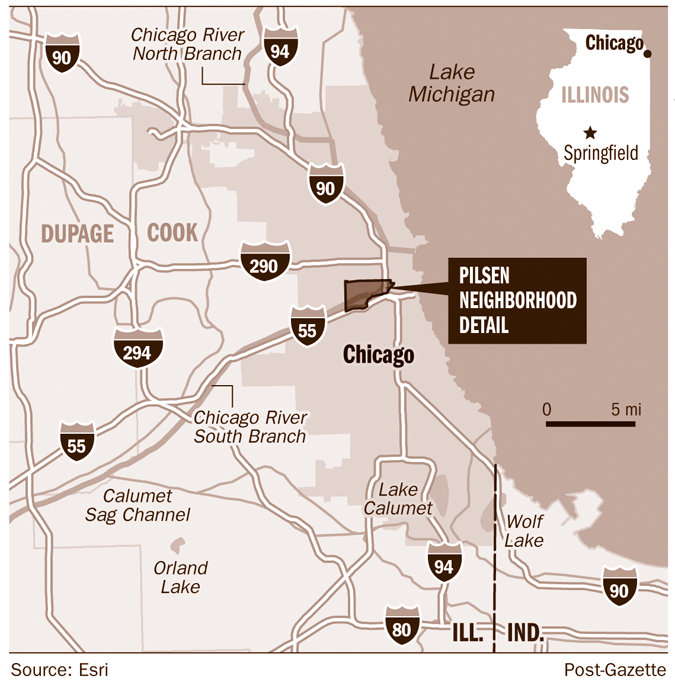 90
Chicago River
North Branch
94
Lake
Michigan
Chicago
ILLINOIS
Springfield
90
DUPAGE
COOK
290
PILSEN
NEIGHBORHOOD
DETAIL
55
294
Chicago
0 5 mi
Chicago River
South Branch
55
Calumet
Sag Channel
Lake
Calumet
Wolf
Lake
Orland
Lake
94
90
80
ILL. IND.
Source: Esri
Post-Gazette